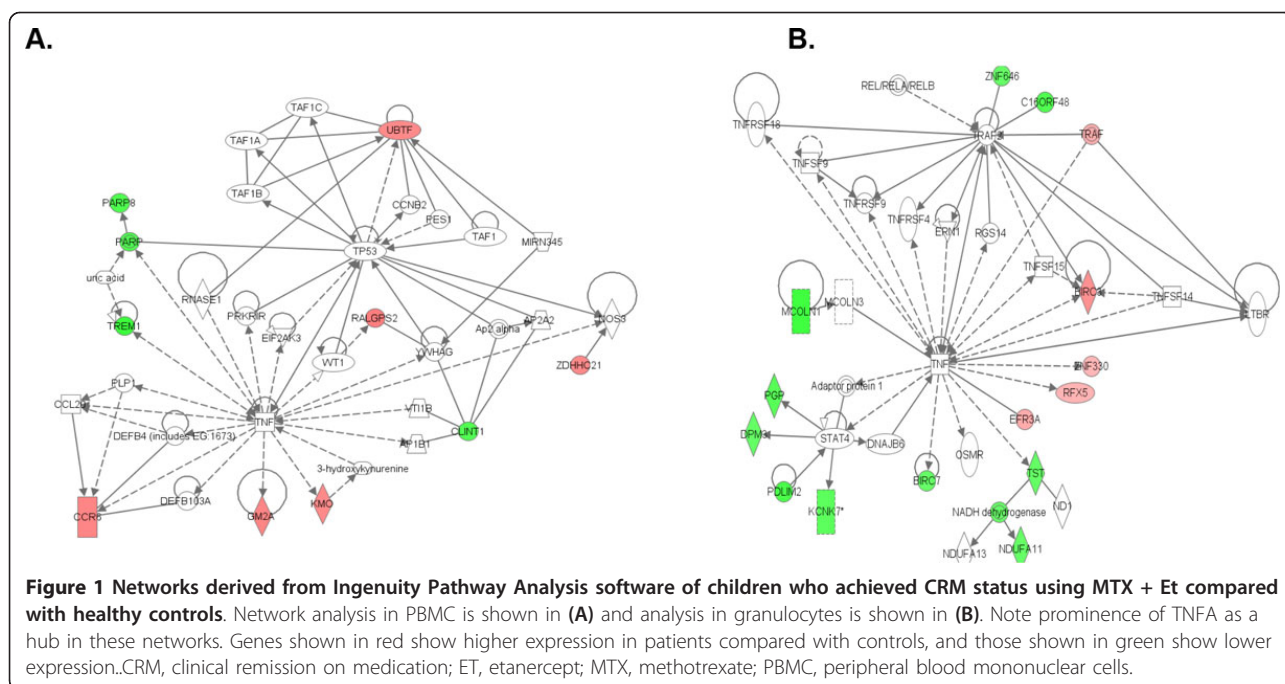 A.
B.
TAF1C
UBTF
TAF1A
TAF1B
CCNB2
PES1
TAF1
MIRN345
PARP8
PARP
TP53
unc acid
RNASE1
PRKRIR
EIF2AK3
RALGPS2
Ap2 alpha
AP2A2
NOS3
TREM1
WT1
YWHAG
ZDHHC21
PLP1
TNF
VTI1B
CLINT1
DEFB4 (includes EG:1673)
AP1B1
3-hydroxykynurenine
DEFB103A
GM2A
KMO
ZNF646
REL/RELA/RELB
C16ORF48
TNFRSF18
TRAF
TNFSF9
TNFRSF9
TNFRSF4
ERN1
RGS14
TNFSF15
TNFSF14
LTBR
MCOLN3
MCOLN1
TNF
ZNF330
Adaptor protein 1
RFX5
PGP
EFR3A
STAT4
DNAJB6
OSMR
PDLIM2
BIRC7
TST
KCNK7*
ND1
NADH dehydrogenase
NDUFA13
NDUFA11
Figure 1 Networks derived from Ingenuity Pathway Analysis software of children who achieved CRM status using MTX + Et compared
with healthy controls. Network analysis in PBMC is shown in (A) and analysis in granulocytes is shown in (B). Note prominence of TNFA as a
hub in these networks. Genes shown in red show higher expression in patients compared with controls, and those shown in green show lower
expression..CRM, clinical remission on medication; ET, etanercept; MTX, methotrexate; PBMC, peripheral blood mononuclear cells.